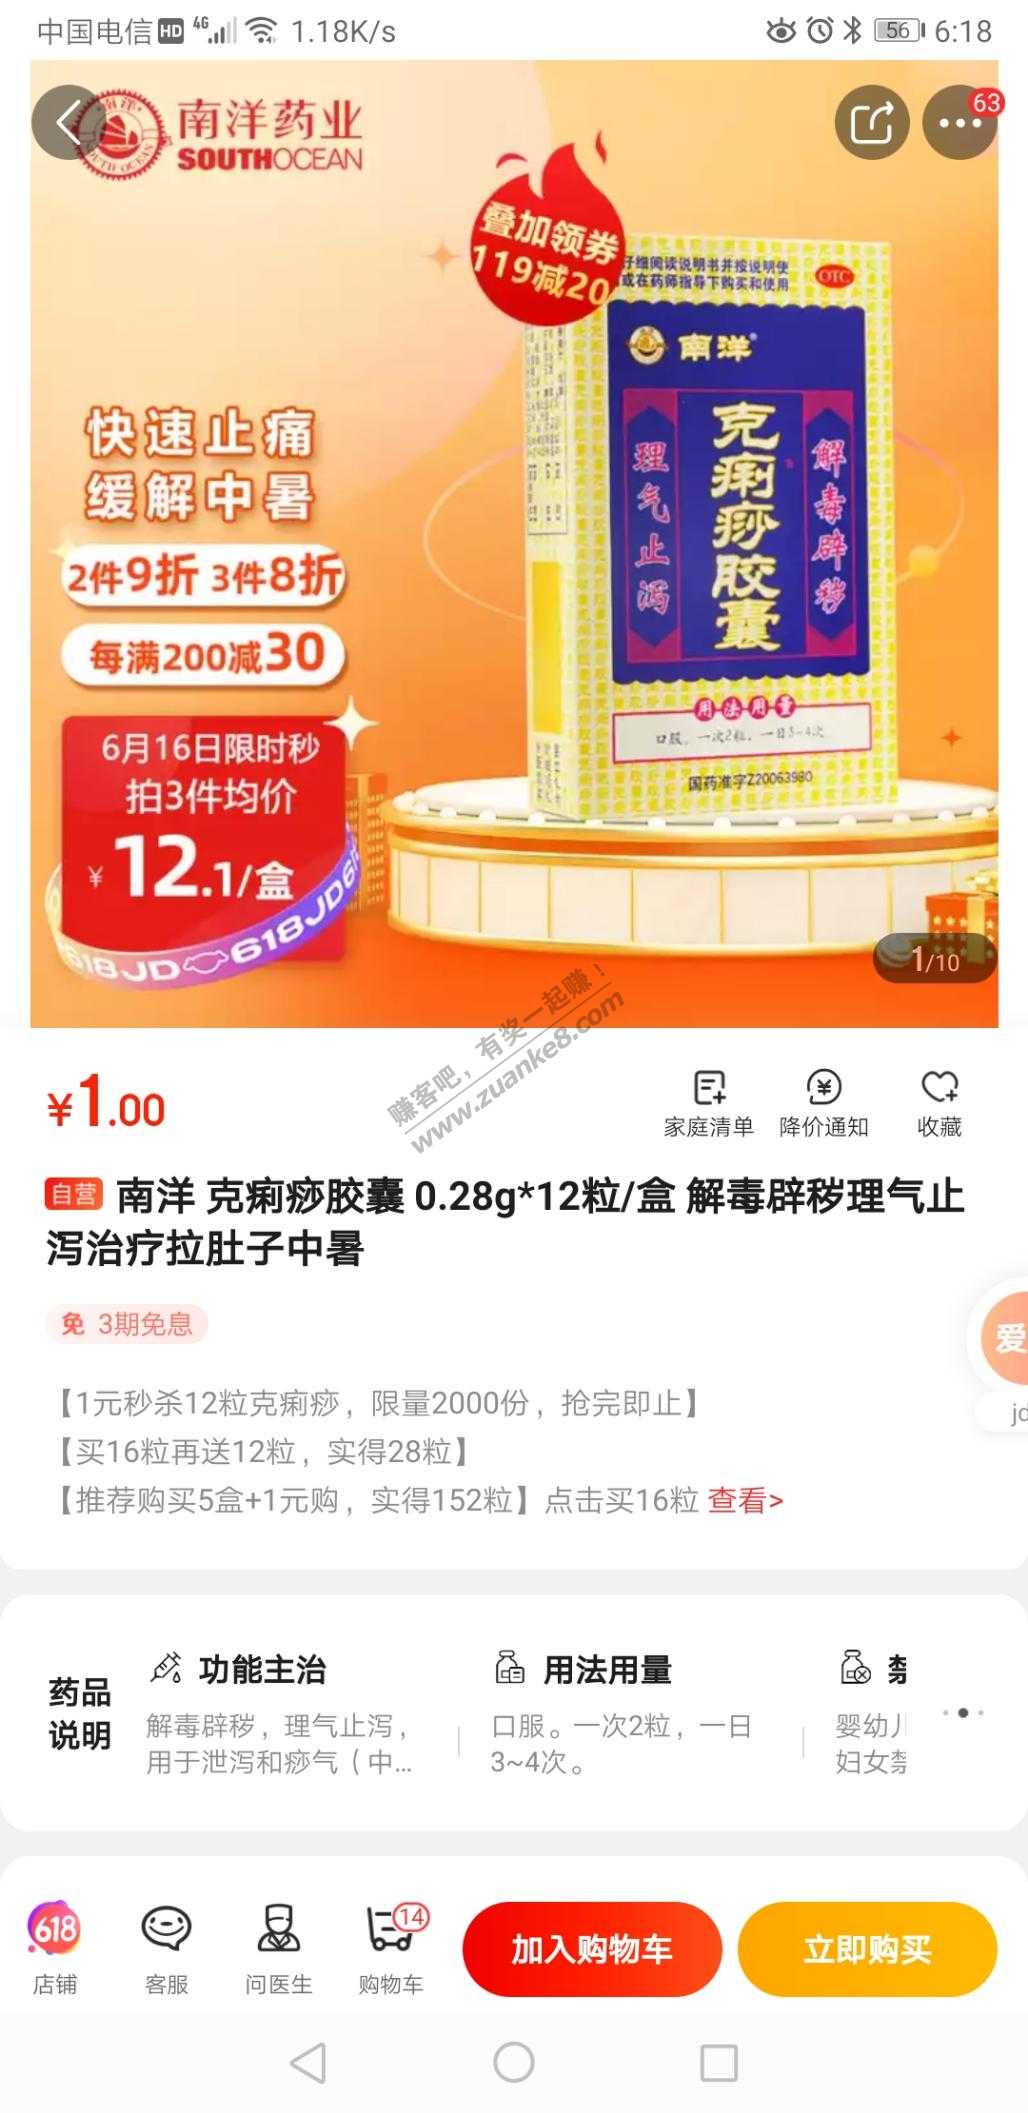 中国电信 HD 4G 1.18K/s 56 6:18
南洋药业
SOUTHOCEAN
63
叠加领券
119减20
仔细阅读说明书并按说明使
或在药师指导下购买和使用
OTC
南洋
克痢痧胶囊
理气止泻
解毒辟秽
用法用量
口服。一次2粒,一日3~4次
国药准字Z20063980
快速止痛
缓解中暑
2件9折 3件8折
每满200减30
6月16日限时秒
拍3件均价
¥12.1/盒
618JD 618JD6
1/10
赚客吧,有奖一起赚!
www.zuanke8.com
¥1.00
家庭清单 降价通知 收藏
自营 南洋 克痢痧胶囊 0.28g*12粒/盒 解毒辟秽理气止
泻治疗拉肚子中暑
免 3期免息
爱
jd
【1元秒杀12粒克痢痧,限量2000份,抢完即止】
【买16粒再送12粒,实得28粒】
【推荐购买5盒+1元购,实得152粒】点击买16粒 查看>
药品
说明
功能主治
解毒辟秽,理气止泻,
用于泄泻和痧气(中...
用法用量
口服。一次2粒,一日
3~4次。
禁
婴幼儿
妇女禁
618
店铺 客服 问医生 14 购物车 加入购物车 立即购买